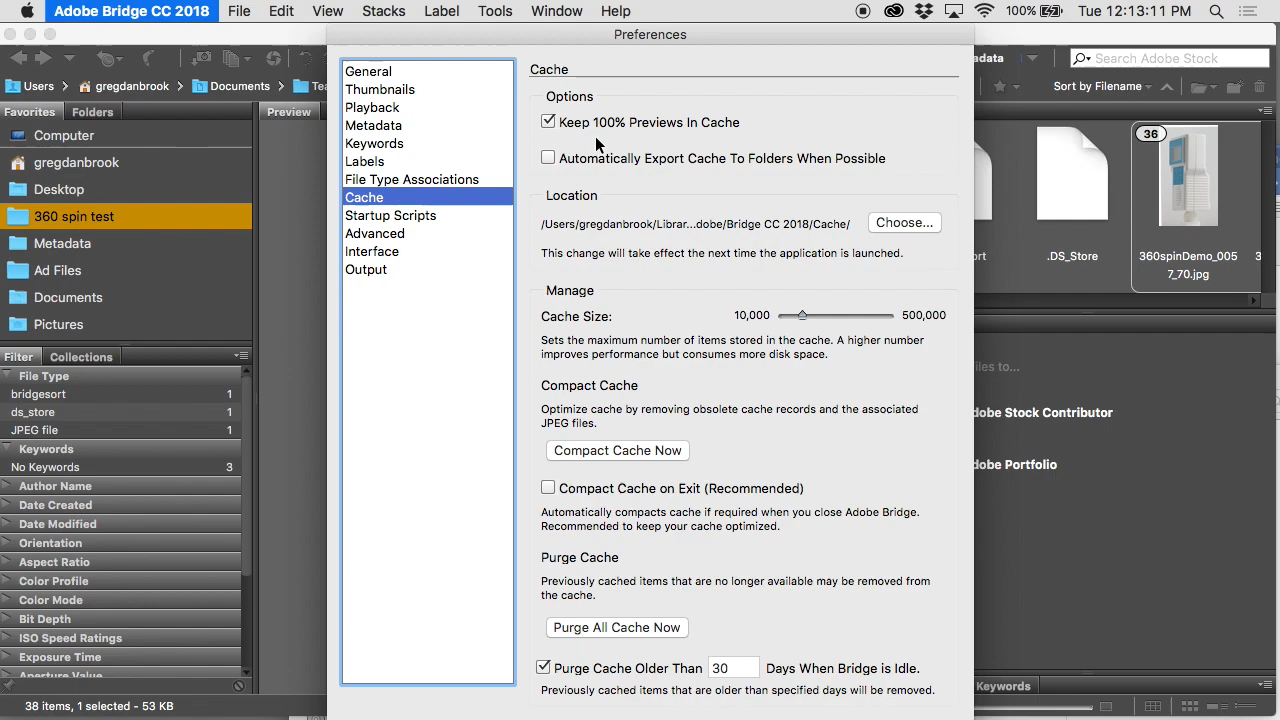 Adobe Bridge CC 2018 File Edit View Stacks Label Tools Window Help 100% Tue 12:13:11 PM
Preferences
adata Search Adobe Stock
Users gregdanbrook Documents Tea Sort by Filename
Favorites Folders Preview
Computer
gregdanbrook
Desktop
360 spin test
Metadata
Ad Files
Documents
Pictures
Filter Collections
File Type
bridgesort 1
ds_store 1
JPEG file 1
Keywords
No Keywords 3
Author Name
Date Created
Date Modified
Orientation
Aspect Ratio
Color Profile
Color Mode
Bit Depth
ISO Speed Ratings
Exposure Time
Aperture Value
38 items, 1 selected - 53 KB
General
Thumbnails
Playback
Metadata
Keywords
Labels
File Type Associations
Cache
Startup Scripts
Advanced
Interface
Output
Cache
Options
Keep 100% Previews In Cache
Automatically Export Cache To Folders When Possible
Location
/Users/gregdanbrook/Librar...dobe/Bridge CC 2018/Cache/ Choose...
This change will take effect the next time the application is launched.
Manage
Cache Size: 10,000 500,000
Sets the maximum number of items stored in the cache. A higher number
improves performance but consumes more disk space.
Compact Cache
Optimize cache by removing obsolete cache records and the associated
JPEG files.
Compact Cache Now
Compact Cache on Exit (Recommended)
Automatically compacts cache if required when you close Adobe Bridge.
Recommended to keep your cache optimized.
Purge Cache
Previously cached items that are no longer available may be removed from
the cache.
Purge All Cache Now
Purge Cache Older Than 30 Days When Bridge is Idle.
Previously cached items that are older than specified days will be removed.
36
ort .DS_Store 360spinDemo_005 3
7_70.jpg
files to...
dobe Stock Contributor
dobe Portfolio
Keywords